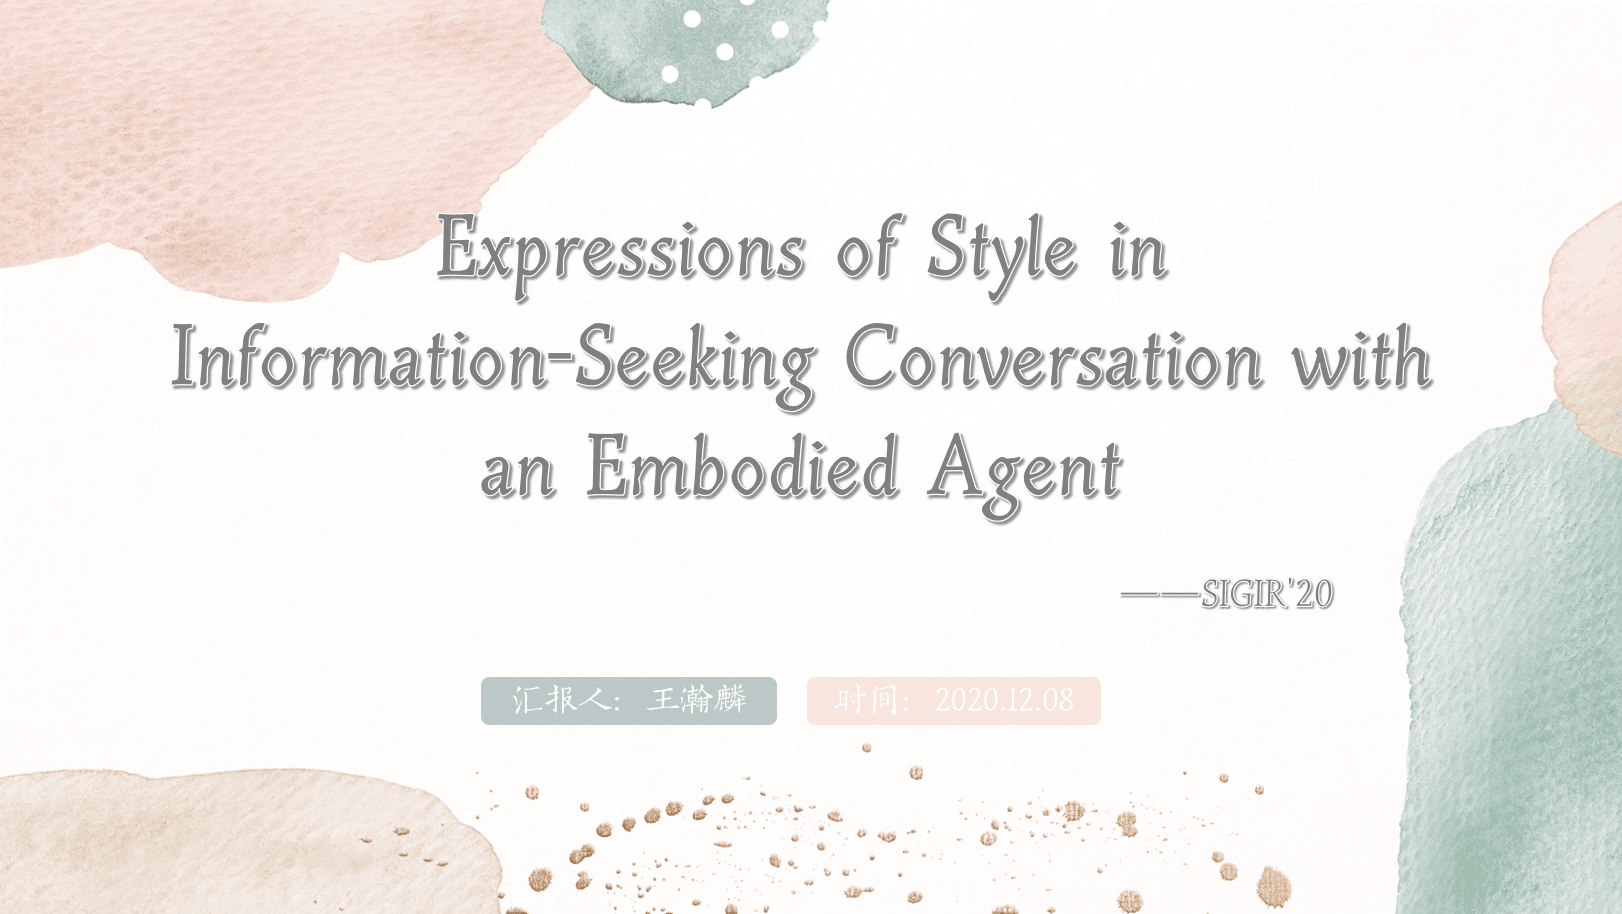 Expressions of Style in
Information-Seeking Conversation with
an Embodied Agent
——SIGIR'20
汇报人： 王瀚麟
时间： 2020.12.08